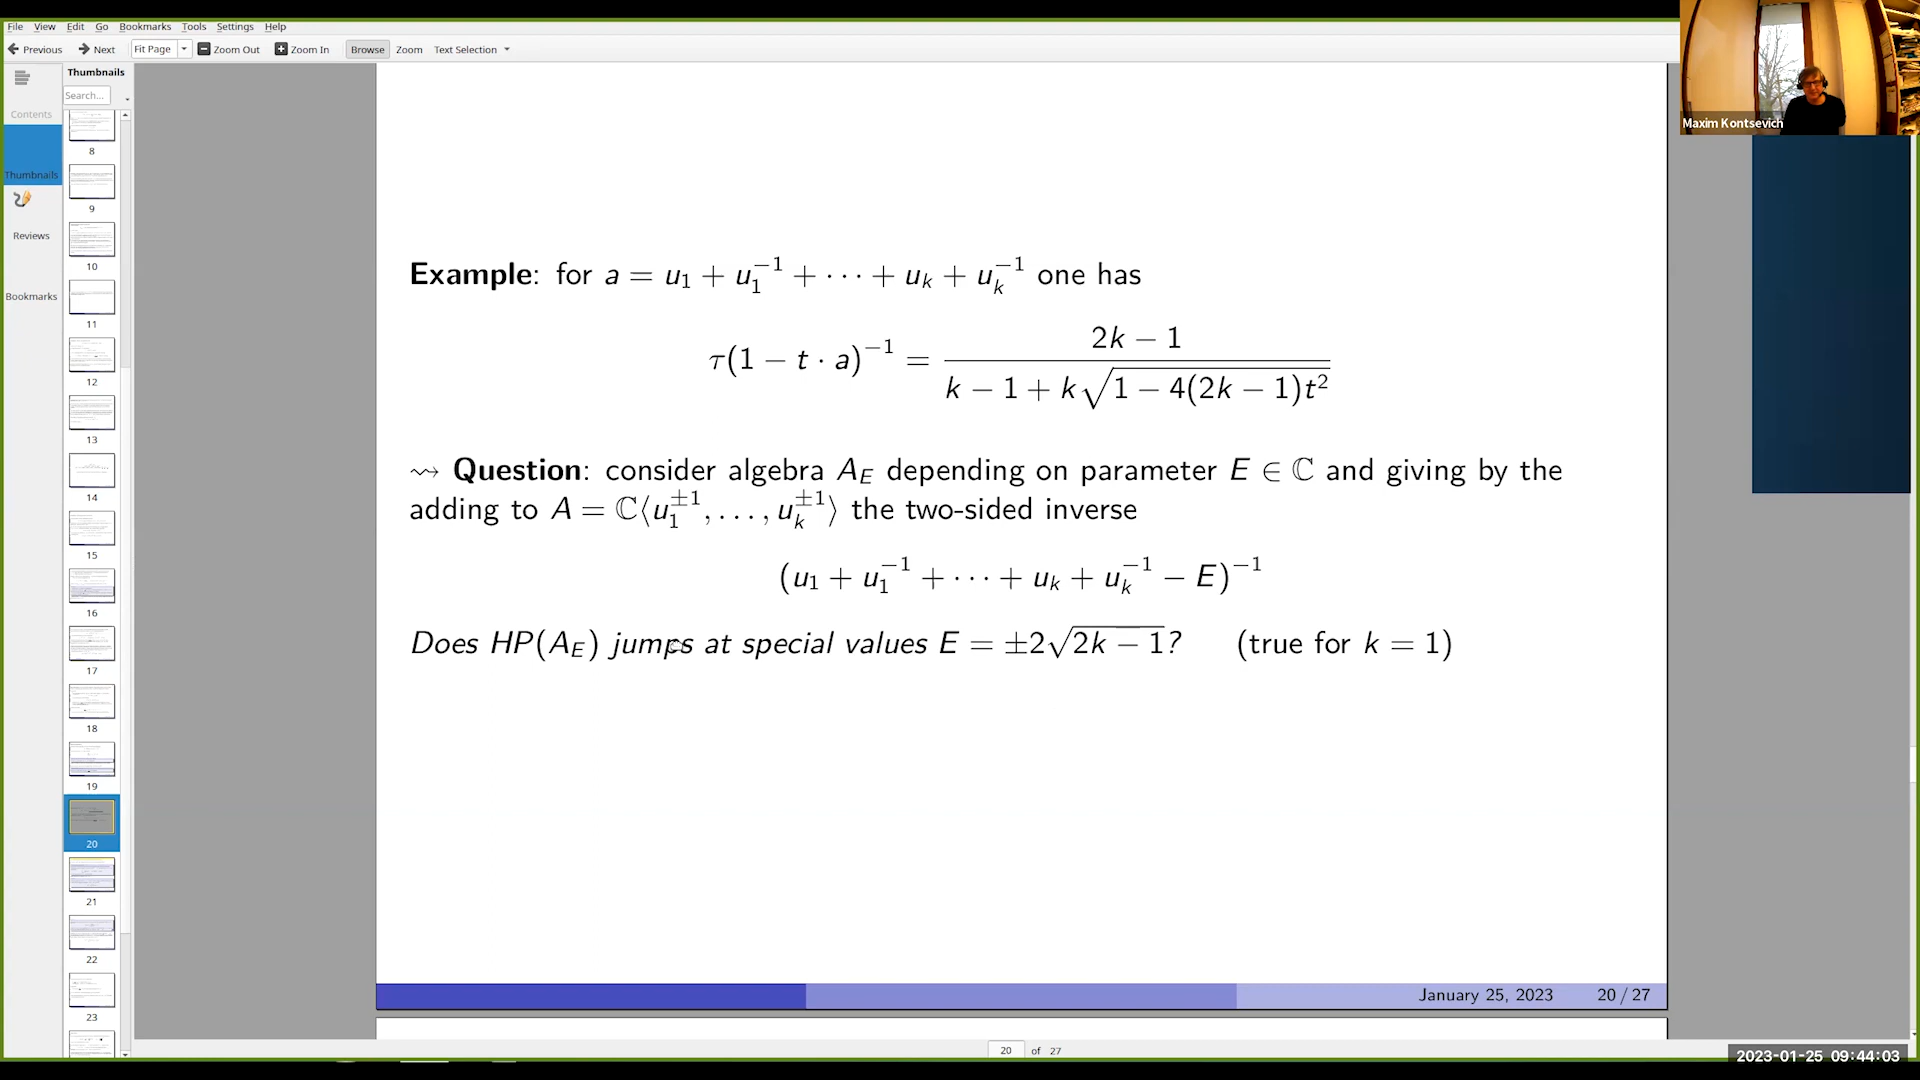 File View Edit Go Bookmarks Tools Settings Help
Previous Next Fit Page Zoom Out Zoom In Browse Zoom Text Selection
Thumbnails
Search...
Contents
Thumbnails
Reviews
Bookmarks
8
9
10
11
12
13
14
15
16
17
18
19
20
21
22
23
Maxim Kontsevich
Example: for a = u₁ + u₁⁻¹ + ⋯ + uₖ + uₖ⁻¹ one has
τ(1 − t · a)⁻¹ = (2k − 1) / (k − 1 + k√(1 − 4(2k − 1)t²))
⇝ Question: consider algebra A_E depending on parameter E ∈ ℂ and giving by the
adding to A = ℂ⟨u₁^±1, . . . , uₖ^±1⟩ the two-sided inverse
(u₁ + u₁⁻¹ + ⋯ + uₖ + uₖ⁻¹ − E)⁻¹
Does HP(A_E) jumps at special values E = ±2√(2k − 1)? (true for k = 1)
January 25, 2023 20 / 27
20 of 27
2023-01-25 09:44:03